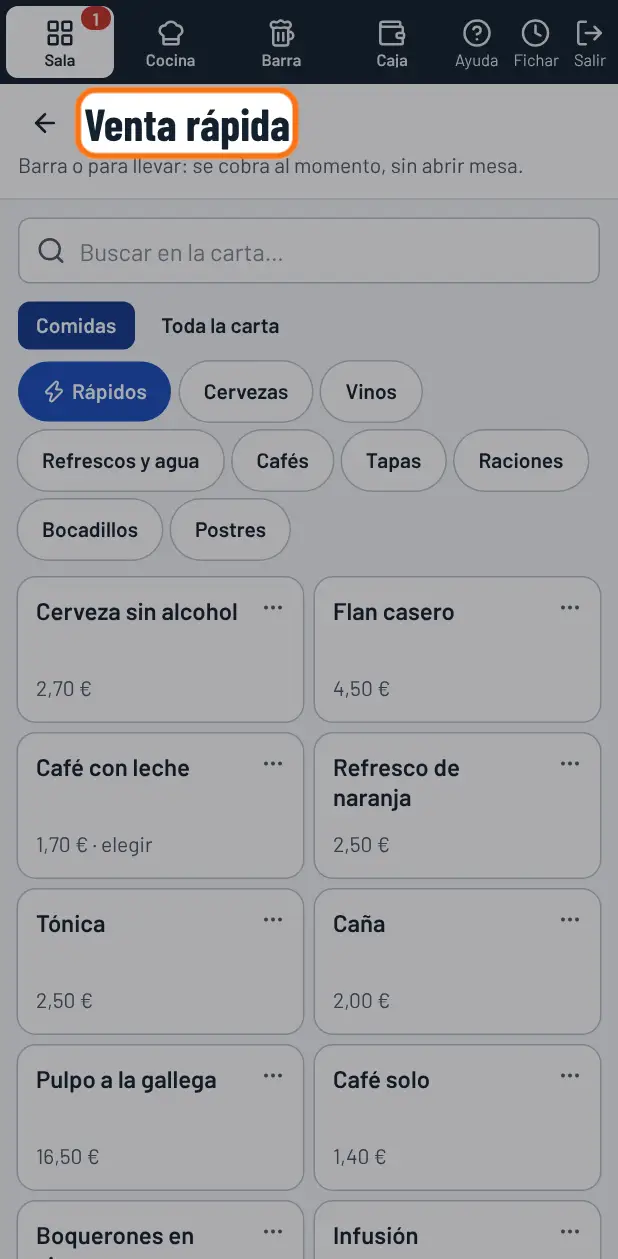 1
Sala
Cocina
Barra
Caja
Ayuda
Fichar
Salir
Venta rápida
Barra o para llevar: se cobra al momento, sin abrir mesa.
Buscar en la carta...
Comidas
Toda la carta
Rápidos
Cervezas
Vinos
Refrescos y agua
Cafés
Tapas
Raciones
Bocadillos
Postres
Cerveza sin alcohol
2,70 €
Flan casero
4,50 €
Café con leche
1,70 € · elegir
Refresco de
naranja
2,50 €
Tónica
2,50 €
Caña
2,00 €
Pulpo a la gallega
16,50 €
Café solo
1,40 €
Boquerones en
Infusión